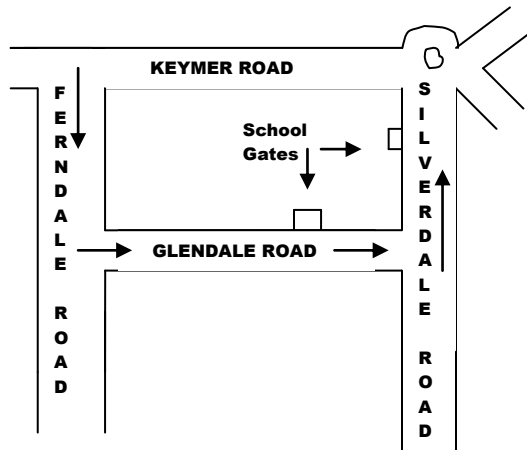 KEYMER ROAD
FERNDALE ROAD
School
Gates
SILVERDALE ROAD
GLENDALE ROAD